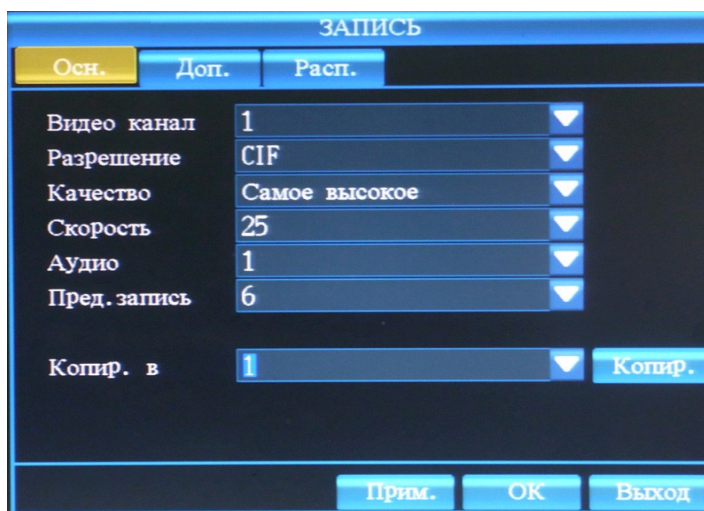 ЗАПИСЬ
Осн. Доп. Расп.
Видео канал 1
Разрешение CIF
Качество Самое высокое
Скорость 25
Аудио 1
Пред.запись 6
Копир. в 1 Копир.
Прим. OK Выход